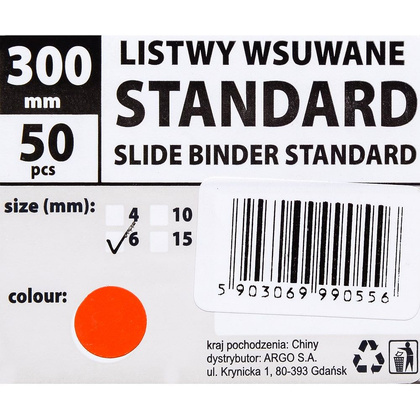 300
mm
50
pcs
LISTWY WSUWANE
STANDARD
SLIDE BINDER STANDARD
size (mm):
4 10
6 15
colour:
5 903069 990556
kraj pochodzenia: Chiny
dystrybutor: ARGO S.A.
ul. Krynicka 1, 80-393 Gdańsk